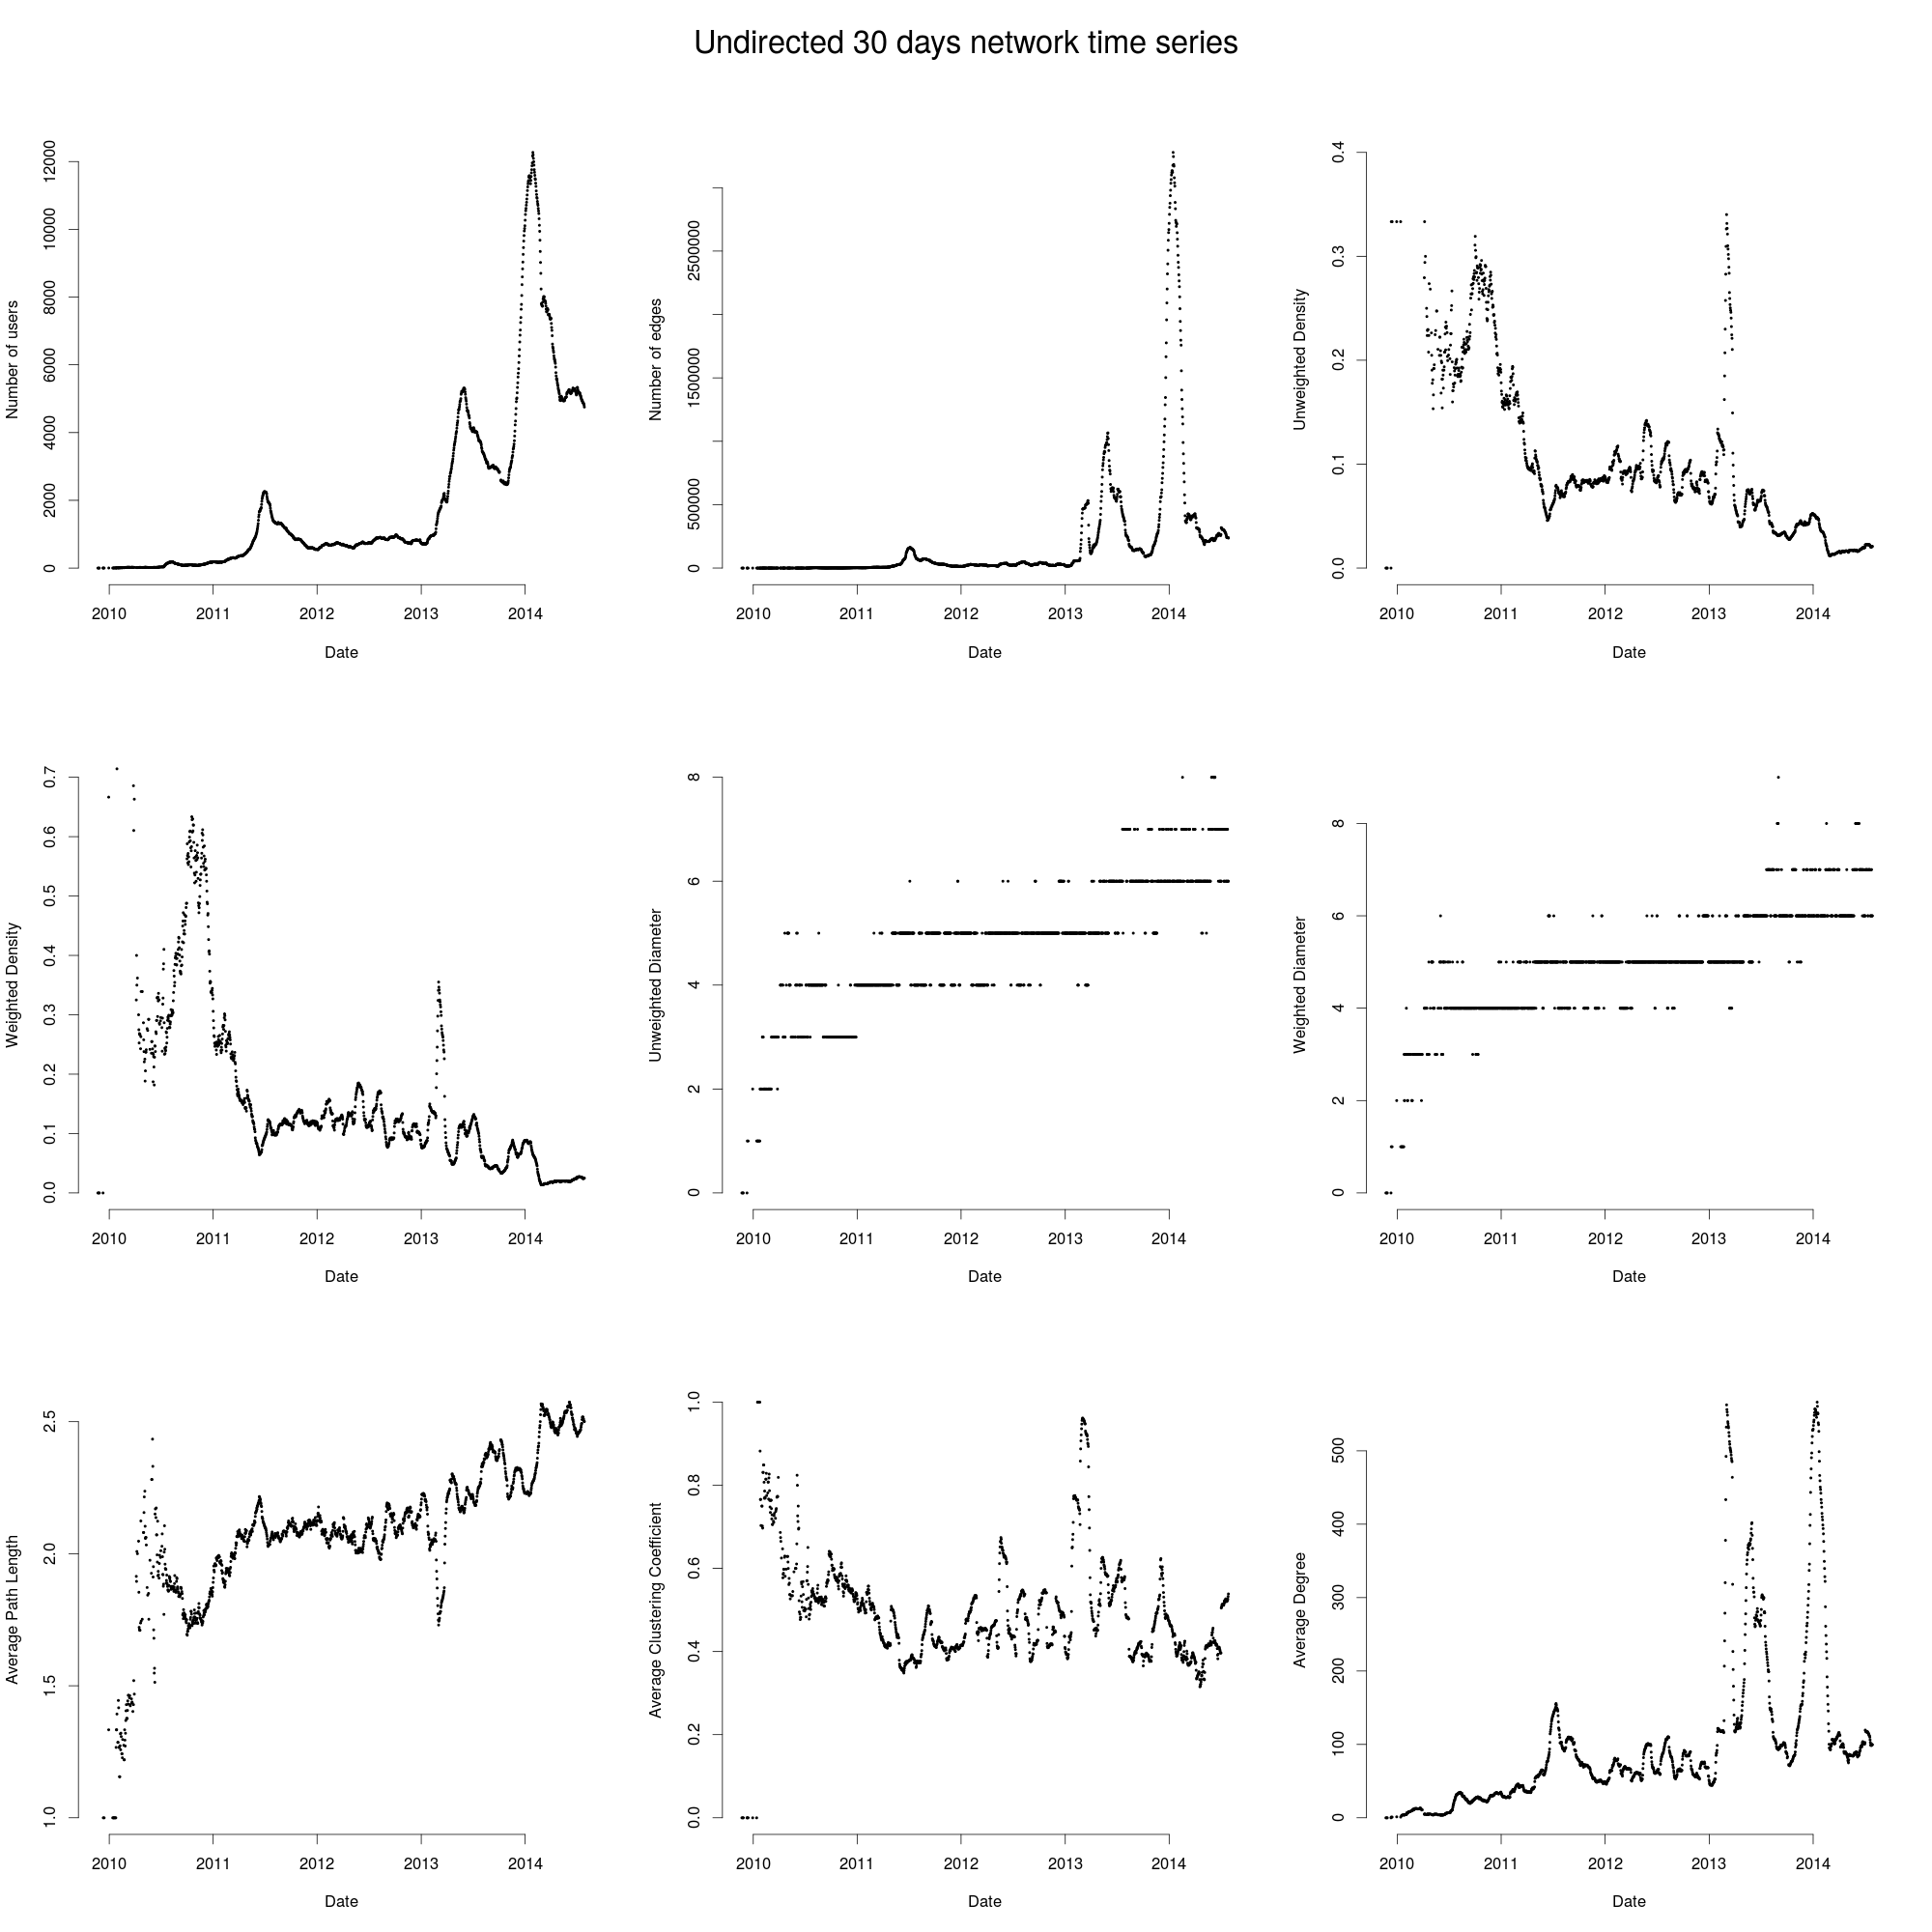 Undirected 30 days network time series
Number of users
0 2000 4000 6000 8000 10000 12000
2010 2011 2012 2013 2014
Date
Number of edges
0 500000 1500000 2500000
2010 2011 2012 2013 2014
Date
Unweighted Density
0.0 0.1 0.2 0.3 0.4
2010 2011 2012 2013 2014
Date
Weighted Density
0.0 0.1 0.2 0.3 0.4 0.5 0.6 0.7
2010 2011 2012 2013 2014
Date
Unweighted Diameter
0 2 4 6 8
2010 2011 2012 2013 2014
Date
Weighted Diameter
0 2 4 6 8
2010 2011 2012 2013 2014
Date
Average Path Length
1.0 1.5 2.0 2.5
2010 2011 2012 2013 2014
Date
Average Clustering Coefficient
0.0 0.2 0.4 0.6 0.8 1.0
2010 2011 2012 2013 2014
Date
Average Degree
0 100 200 300 400 500
2010 2011 2012 2013 2014
Date